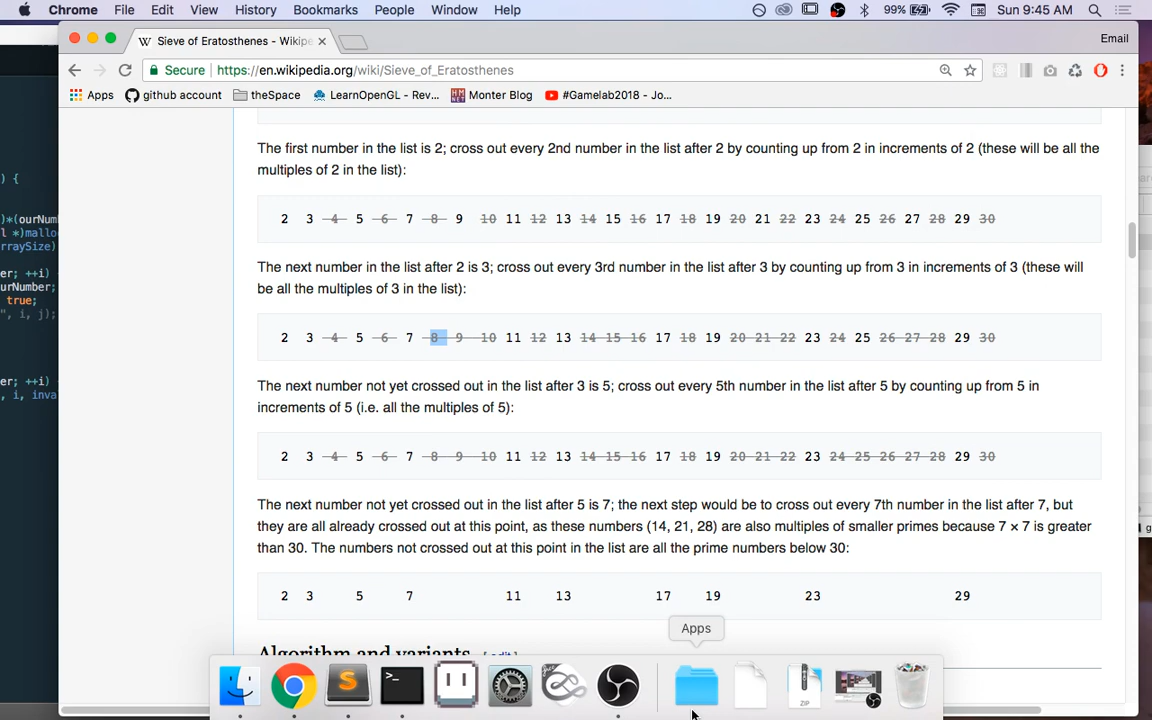 Chrome File Edit View History Bookmarks People Window Help 99% Sun 9:45 AM
W Sieve of Eratosthenes - Wikipe × Email
Secure https://en.wikipedia.org/wiki/Sieve_of_Eratosthenes
Apps github account theSpace LearnOpenGL - Rev... Monter Blog #Gamelab2018 - Jo...
The first number in the list is 2; cross out every 2nd number in the list after 2 by counting up from 2 in increments of 2 (these will be all the
multiples of 2 in the list):
) {
2 3 4 5 6 7 8 9 10 11 12 13 14 15 16 17 18 19 20 21 22 23 24 25 26 27 28 29 30
)*(ourNum
l *)mallo
rraySize)
The next number in the list after 2 is 3; cross out every 3rd number in the list after 3 by counting up from 3 in increments of 3 (these will
be all the multiples of 3 in the list):
er; ++i)
urNumber;
true;
", i, j);
2 3 4 5 6 7 8 9 10 11 12 13 14 15 16 17 18 19 20 21 22 23 24 25 26 27 28 29 30
The next number not yet crossed out in the list after 3 is 5; cross out every 5th number in the list after 5 by counting up from 5 in
increments of 5 (i.e. all the multiples of 5):
er; ++i)
, i, inva
2 3 4 5 6 7 8 9 10 11 12 13 14 15 16 17 18 19 20 21 22 23 24 25 26 27 28 29 30
The next number not yet crossed out in the list after 5 is 7; the next step would be to cross out every 7th number in the list after 7, but
they are all already crossed out at this point, as these numbers (14, 21, 28) are also multiples of smaller primes because 7 × 7 is greater
than 30. The numbers not crossed out at this point in the list are all the prime numbers below 30:
2 3 5 7 11 13 17 19 23 29
Apps
Algorithm and variants [ edit ]
ZIP